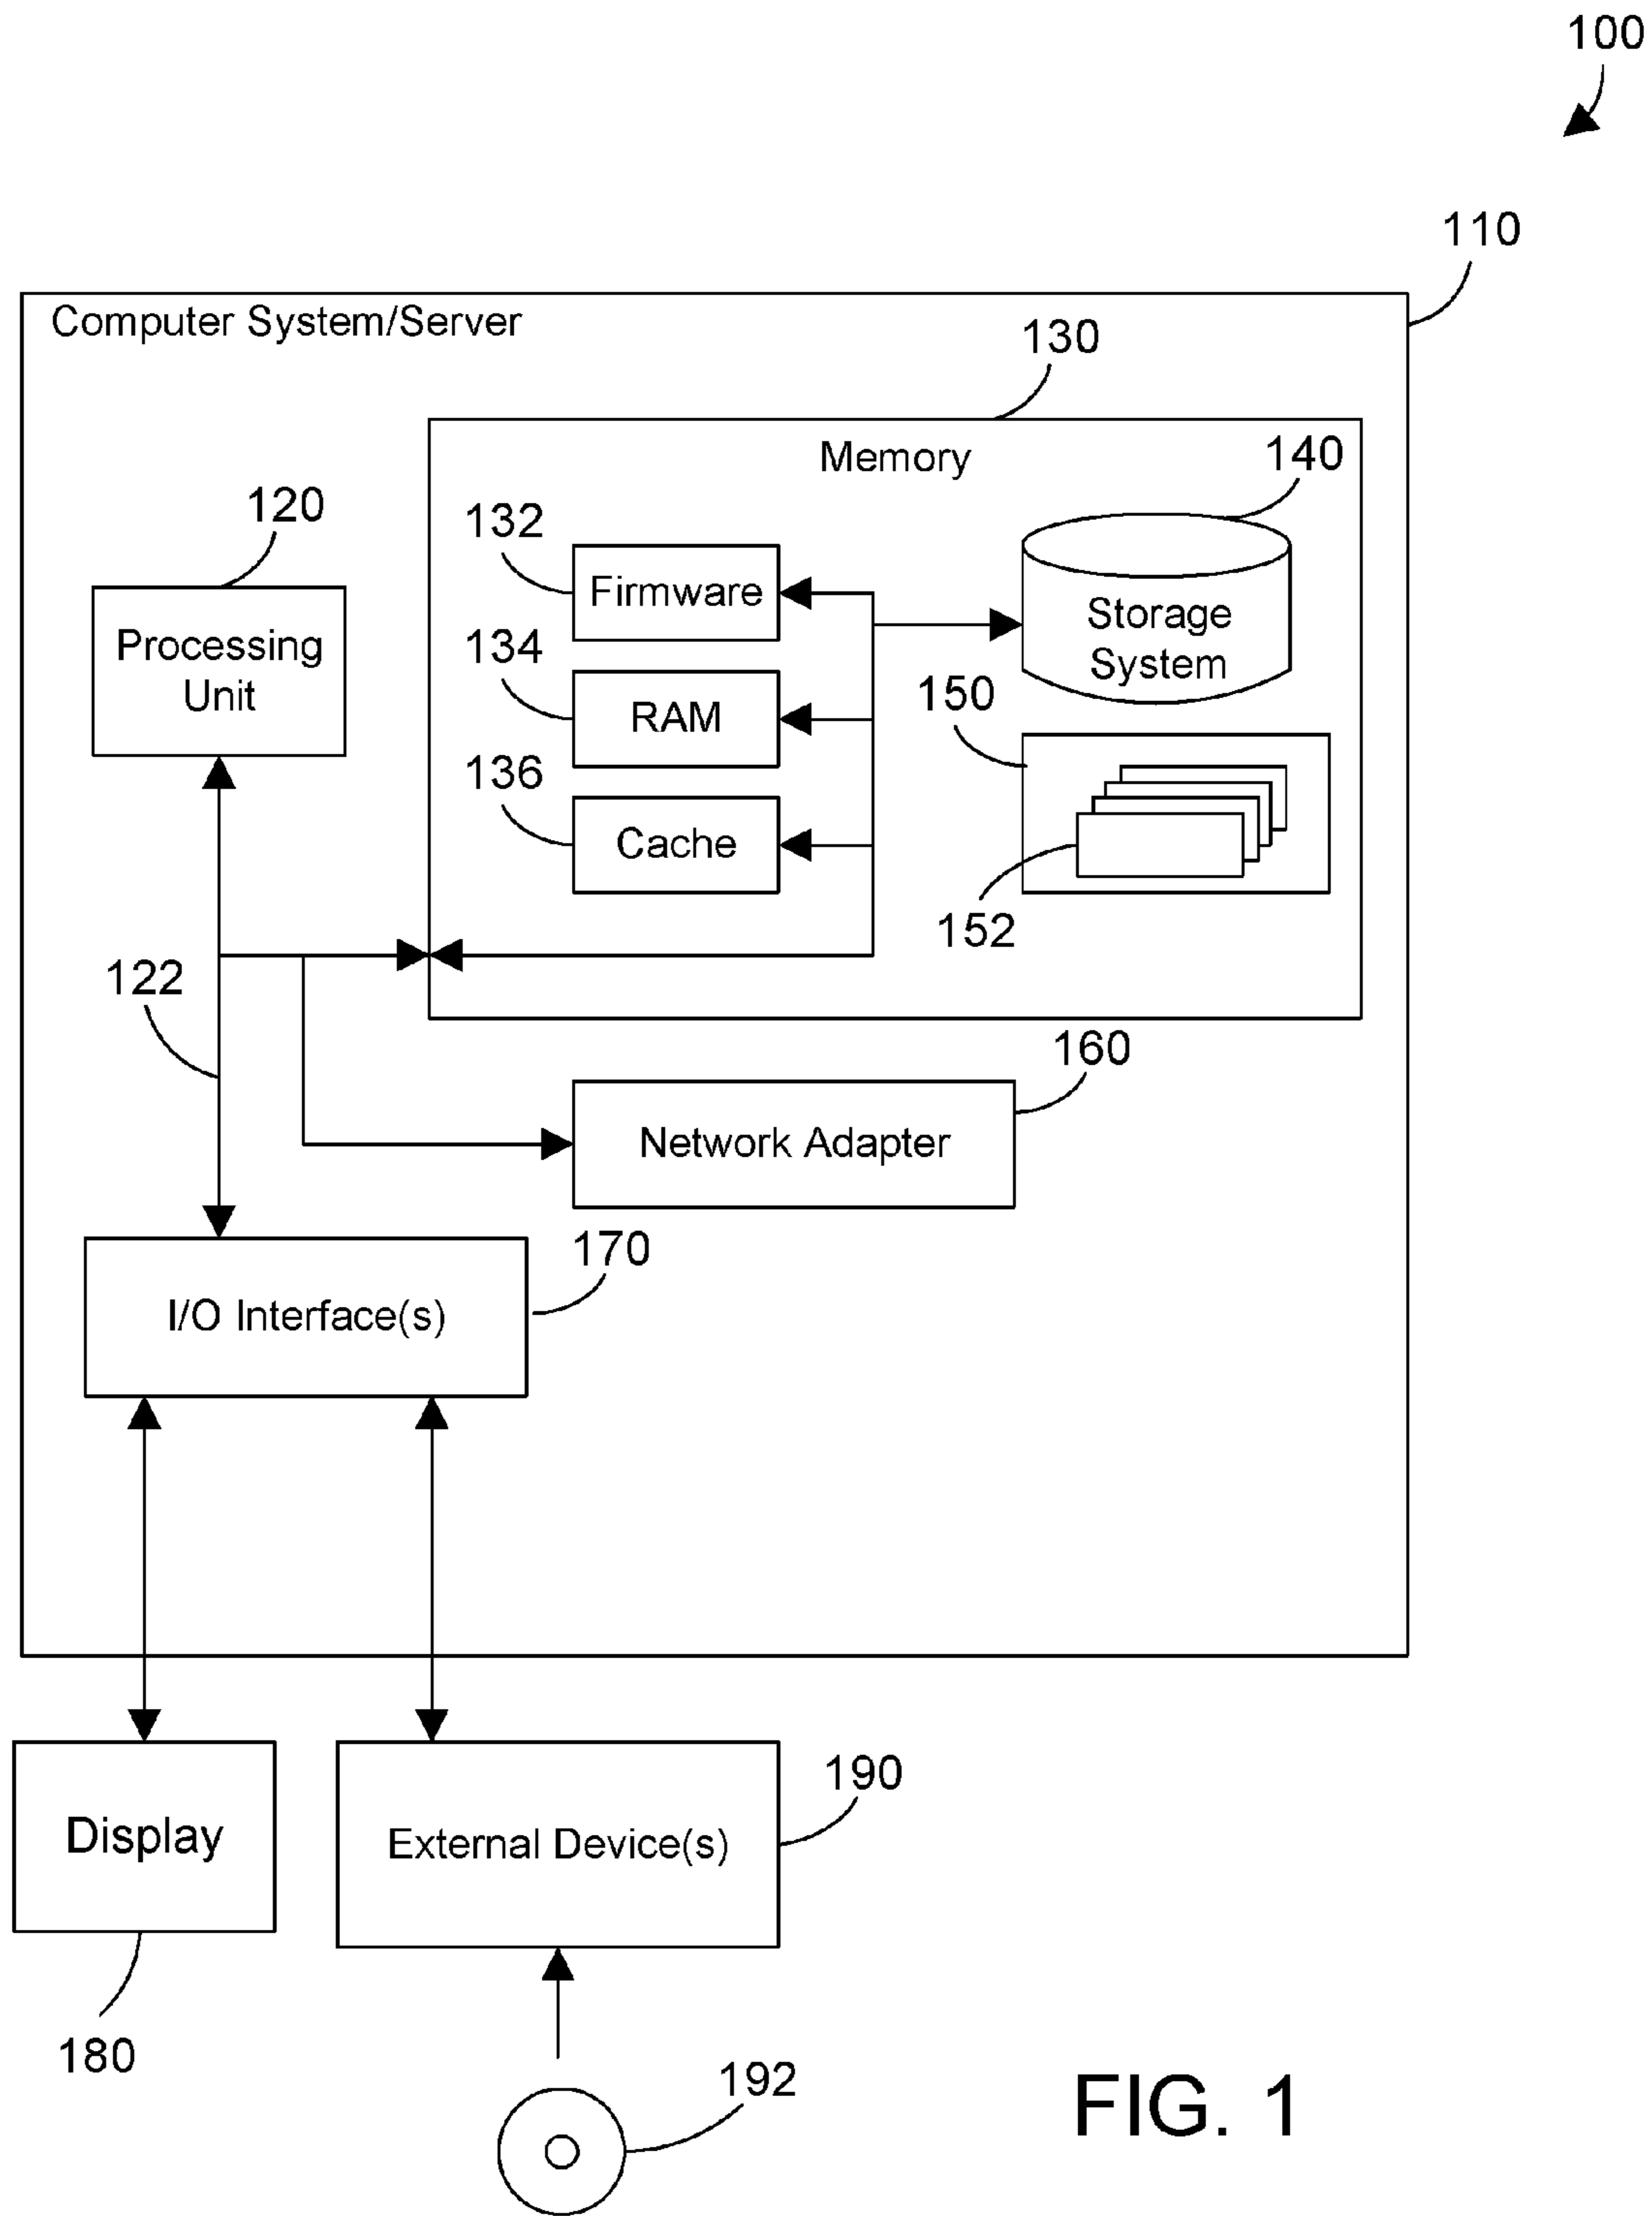 100
110
Computer System/Server
130
Memory
140
120
132
Firmware
Storage
System
Processing
Unit
134
RAM
150
136
Cache
152
122
160
Network Adapter
170
I/O Interface(s)
190
Display
External Device(s)
180
192
FIG. 1